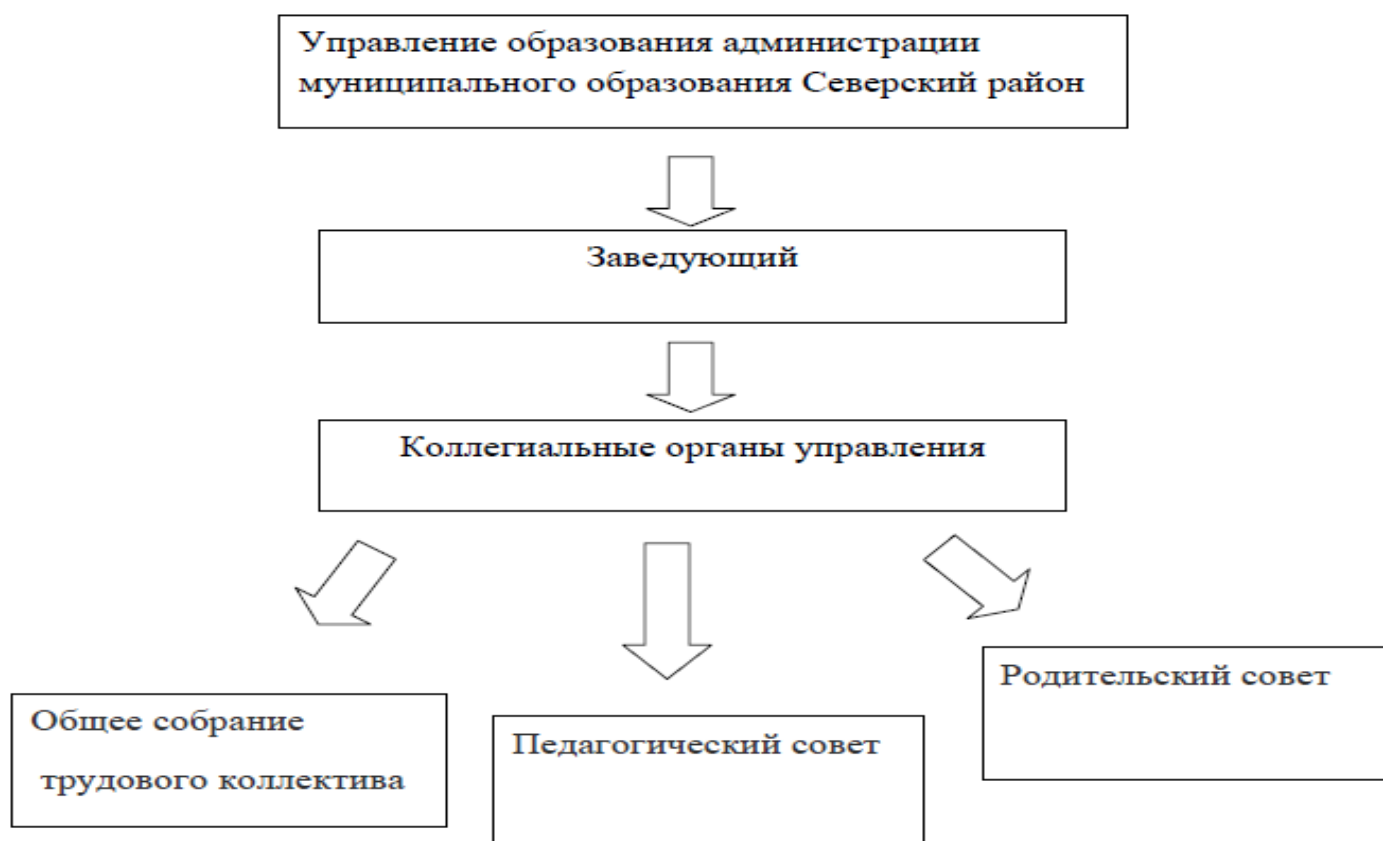 Управление образования администрации
муниципального образования Северский район
Заведующий
Коллегиальные органы управления
Общее собрание
трудового коллектива
Педагогический совет
Родительский совет